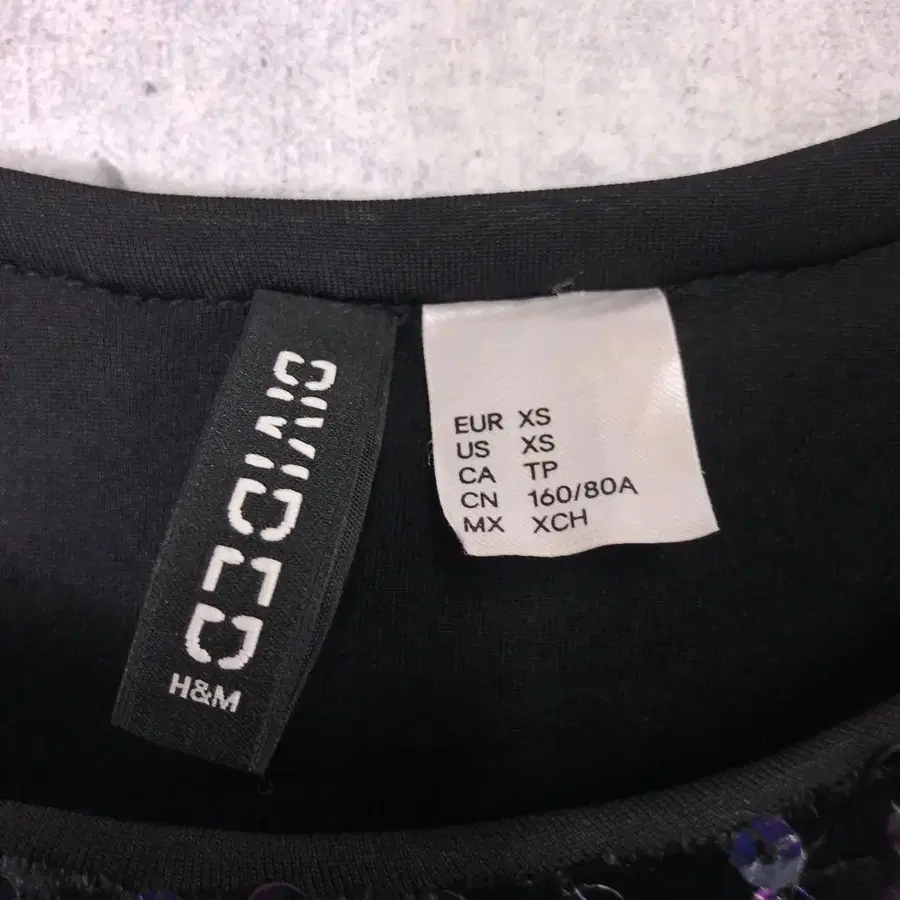 DIVIDED
H&M
EUR XS
US XS
CA TP
CN 160/80A
MX XCH